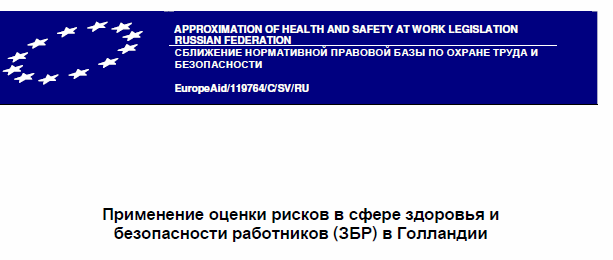 APPROXIMATION OF HEALTH AND SAFETY AT WORK LEGISLATION
RUSSIAN FEDERATION
СБЛИЖЕНИЕ НОРМАТИВНОЙ ПРАВОВОЙ БАЗЫ ПО ОХРАНЕ ТРУДА И
БЕЗОПАСНОСТИ
EuropeAid/119764/C/SV/RU
Применение оценки рисков в сфере здоровья и
безопасности работников (ЗБР) в Голландии